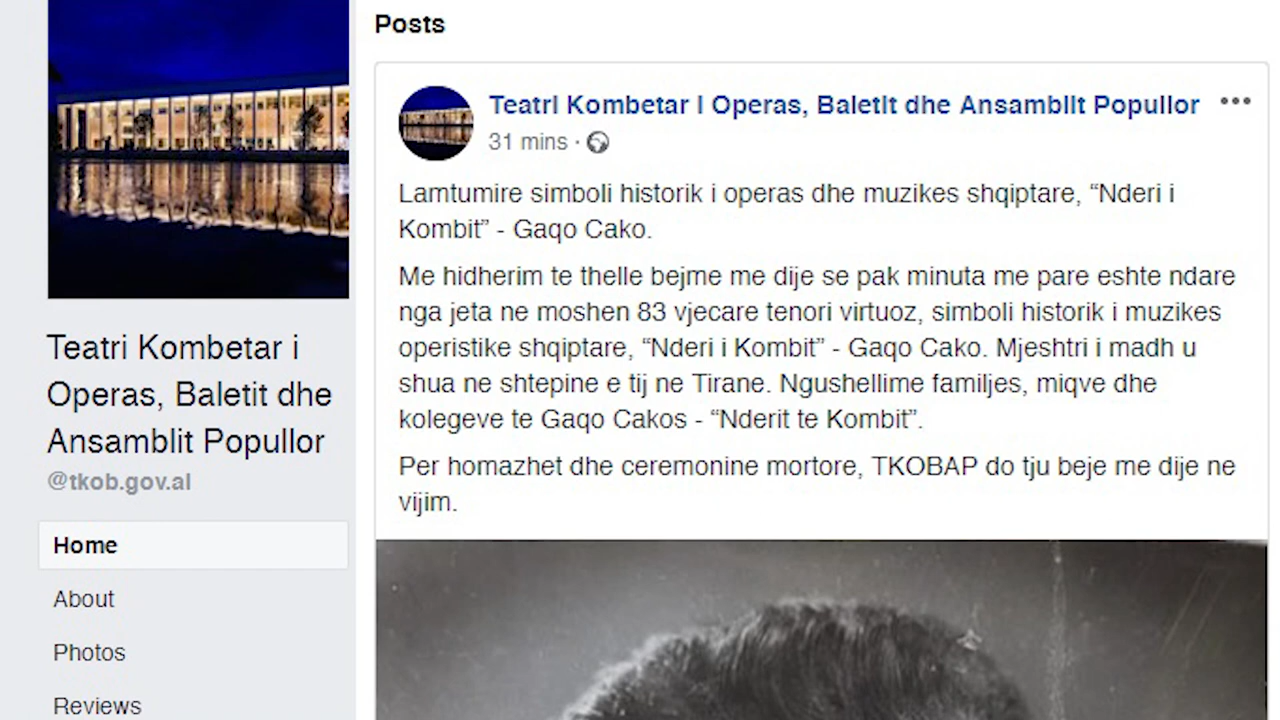 Posts
Teatri Kombetar i Operas, Baletit dhe Ansamblit Popullor
31 mins ·
Lamtumire simboli historik i operas dhe muzikes shqiptare, “Nderi i
Kombit” - Gaqo Cako.
Me hidherim te thelle bejme me dije se pak minuta me pare eshte ndare
nga jeta ne moshen 83 vjecare tenori virtuoz, simboli historik i muzikes
operistike shqiptare, “Nderi i Kombit” - Gaqo Cako. Mjeshtri i madh u
shua ne shtepine e tij ne Tirane. Ngushellime familjes, miqve dhe
kolegeve te Gaqo Cakos - “Nderit te Kombit”.
Per homazhet dhe ceremonine mortore, TKOBAP do tju beje me dije ne
vijim.
Teatri Kombetar i
Operas, Baletit dhe
Ansamblit Popullor
@tkob.gov.al
Home
About
Photos
Reviews